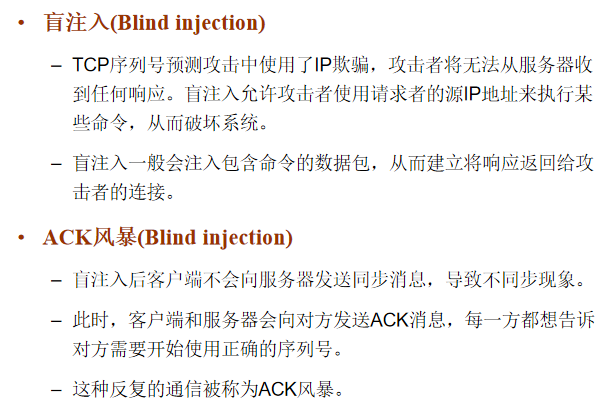 • 盲注入(Blind injection)
– TCP序列号预测攻击中使用了IP欺骗，攻击者将无法从服务器收
到任何响应。盲注入允许攻击者使用请求者的源IP地址来执行某
些命令，从而破坏系统。
– 盲注入一般会注入包含命令的数据包，从而建立将响应返回给攻
击者的连接。
• ACK风暴(Blind injection)
– 盲注入后客户端不会向服务器发送同步消息，导致不同步现象。
– 此时，客户端和服务器会向对方发送ACK消息，每一方都想告诉
对方需要开始使用正确的序列号。
– 这种反复的通信被称为ACK风暴。